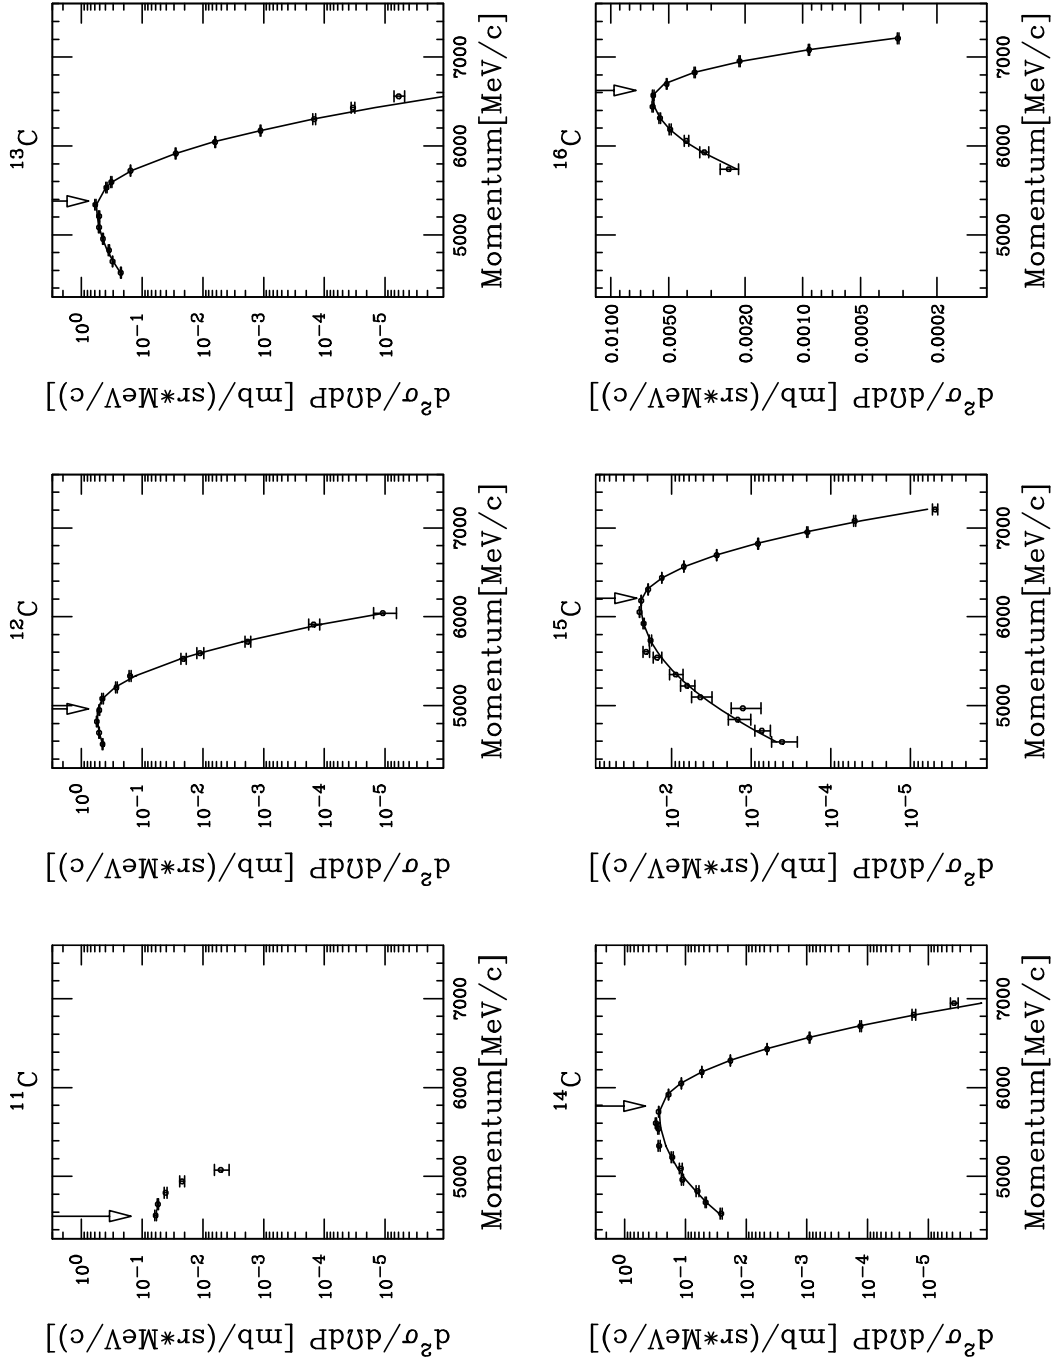 ¹¹C
d²σ/dΩdP [mb/(sr*MeV/c)]
10⁰
10⁻¹
10⁻²
10⁻³
10⁻⁴
10⁻⁵
5000 6000 7000
Momentum[MeV/c]
¹²C
d²σ/dΩdP [mb/(sr*MeV/c)]
10⁰
10⁻¹
10⁻²
10⁻³
10⁻⁴
10⁻⁵
5000 6000 7000
Momentum[MeV/c]
¹³C
d²σ/dΩdP [mb/(sr*MeV/c)]
10⁰
10⁻¹
10⁻²
10⁻³
10⁻⁴
10⁻⁵
5000 6000 7000
Momentum[MeV/c]
¹⁴C
d²σ/dΩdP [mb/(sr*MeV/c)]
10⁰
10⁻¹
10⁻²
10⁻³
10⁻⁴
10⁻⁵
5000 6000 7000
Momentum[MeV/c]
¹⁵C
d²σ/dΩdP [mb/(sr*MeV/c)]
10⁻²
10⁻³
10⁻⁴
10⁻⁵
5000 6000 7000
Momentum[MeV/c]
¹⁶C
d²σ/dΩdP [mb/(sr*MeV/c)]
0.0100
0.0050
0.0020
0.0010
0.0005
0.0002
5000 6000 7000
Momentum[MeV/c]